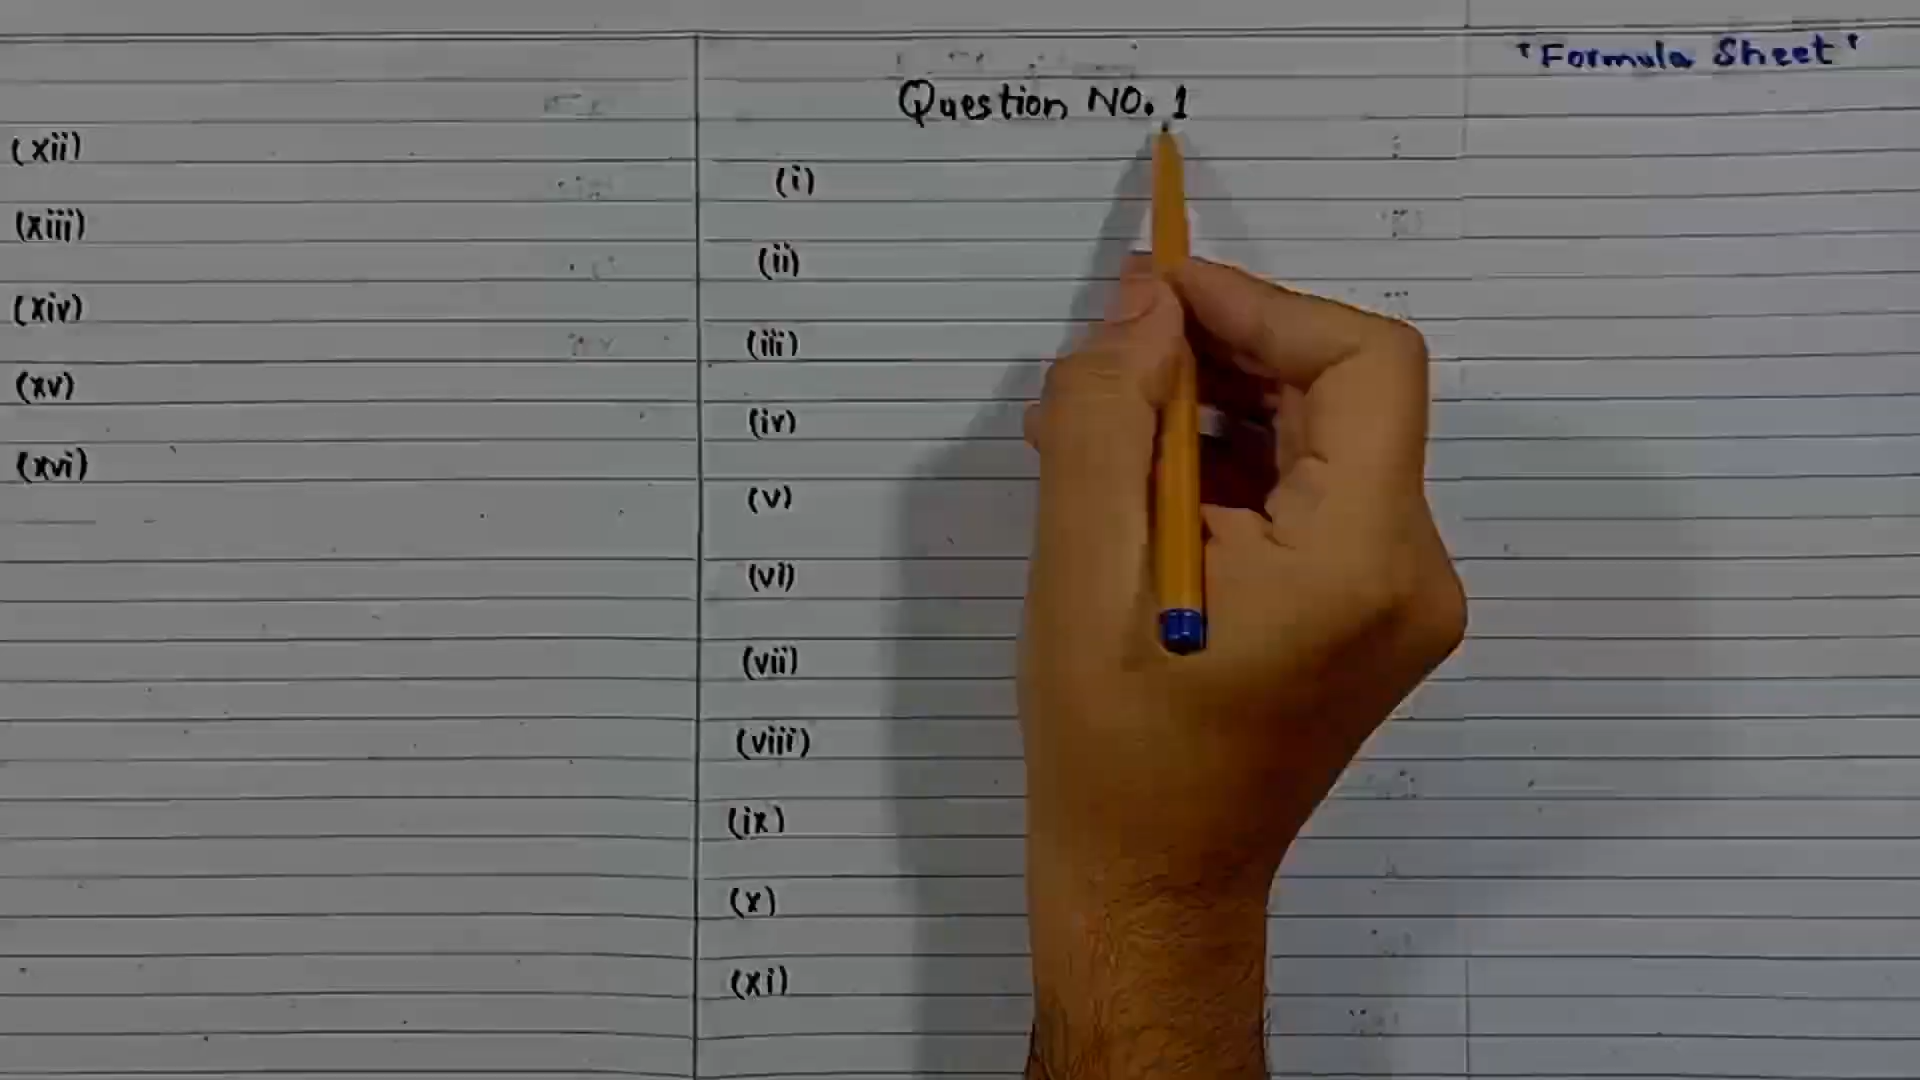 'Formula Sheet'
Question NO. 1
(i)
(ii)
(iii)
(iv)
(v)
(vi)
(vii)
(viii)
(ix)
(x)
(xi)
(xii)
(xiii)
(xiv)
(xv)
(xvi)